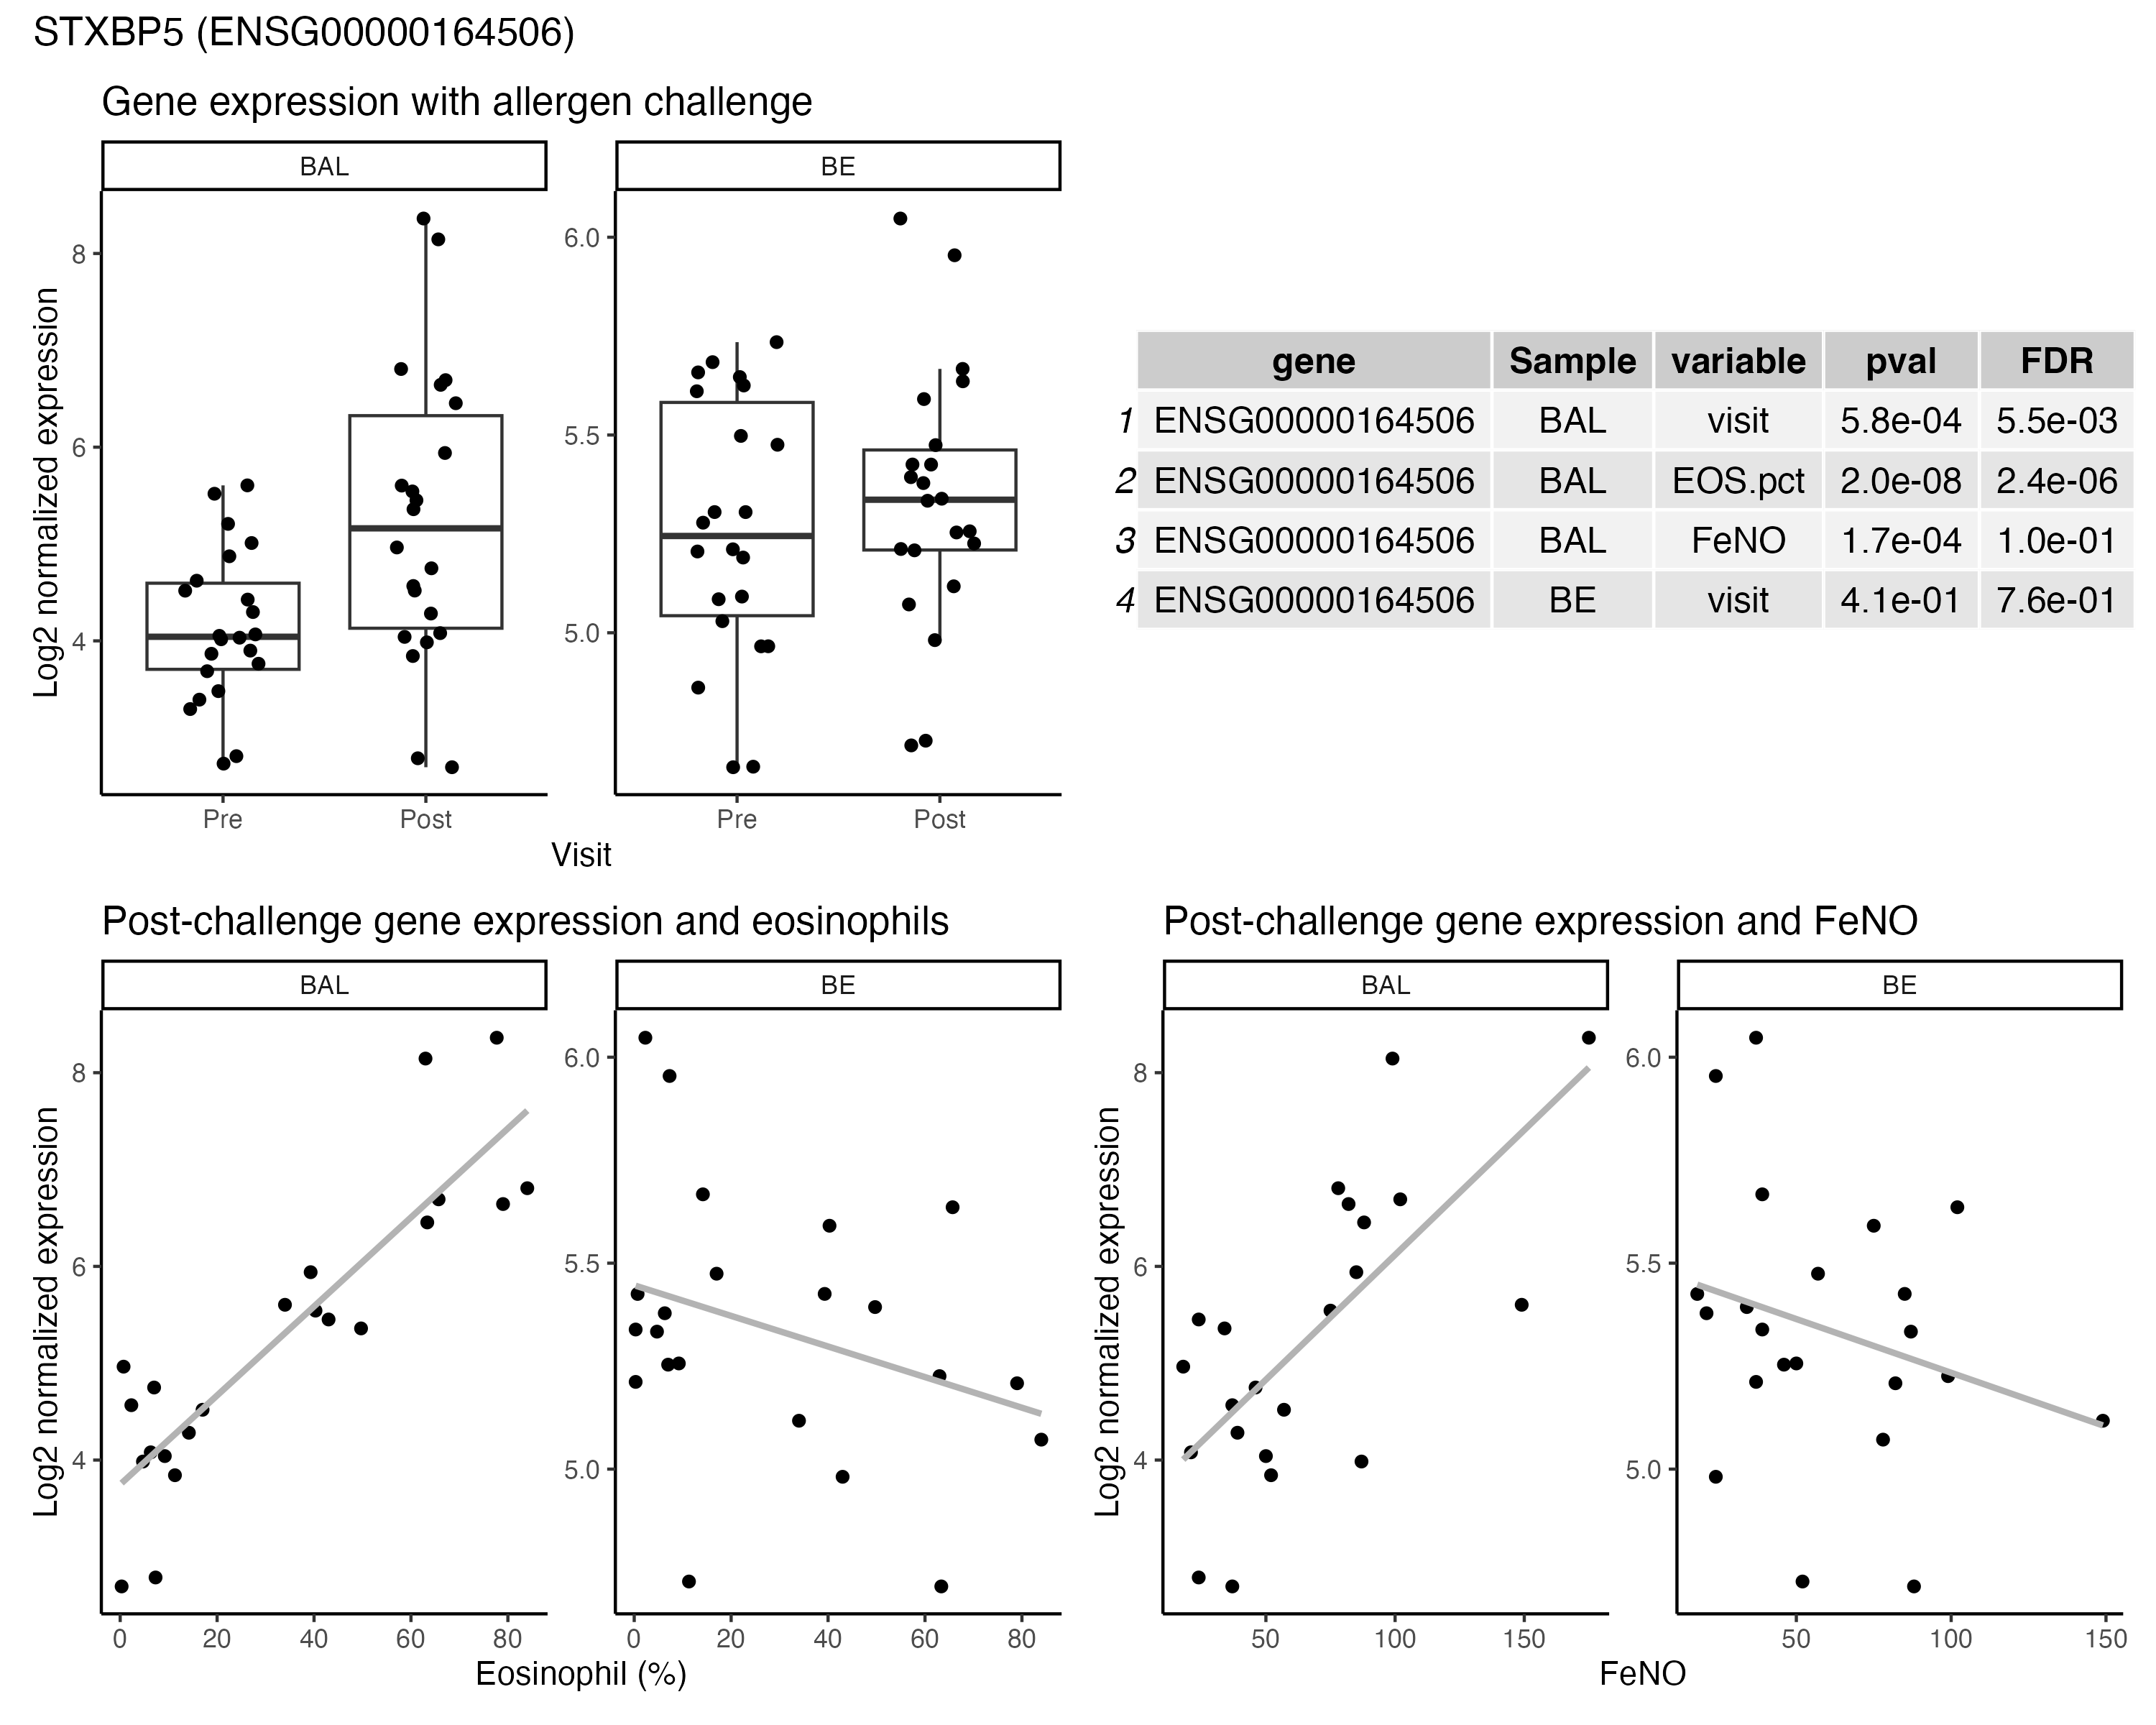 STXBP5 (ENSG00000164506)
Gene expression with allergen challenge
BAL BE
Log2 normalized expression
8
6
4
6.0
5.5
5.0
Pre Post Pre Post
Visit
gene Sample variable pval FDR
1 ENSG00000164506 BAL visit 5.8e-04 5.5e-03
2 ENSG00000164506 BAL EOS.pct 2.0e-08 2.4e-06
3 ENSG00000164506 BAL FeNO 1.7e-04 1.0e-01
4 ENSG00000164506 BE visit 4.1e-01 7.6e-01
Post-challenge gene expression and eosinophils
BAL BE
Log2 normalized expression
8
6
4
6.0
5.5
5.0
0 20 40 60 80 0 20 40 60 80
Eosinophil (%)
Post-challenge gene expression and FeNO
BAL BE
Log2 normalized expression
8
6
4
6.0
5.5
5.0
50 100 150 50 100 150
FeNO